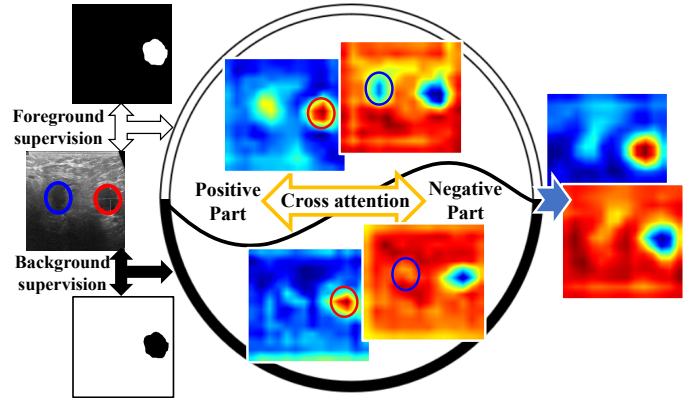 Foreground
supervision
Background
supervision
Positive
Part
Cross attention
Negative
Part